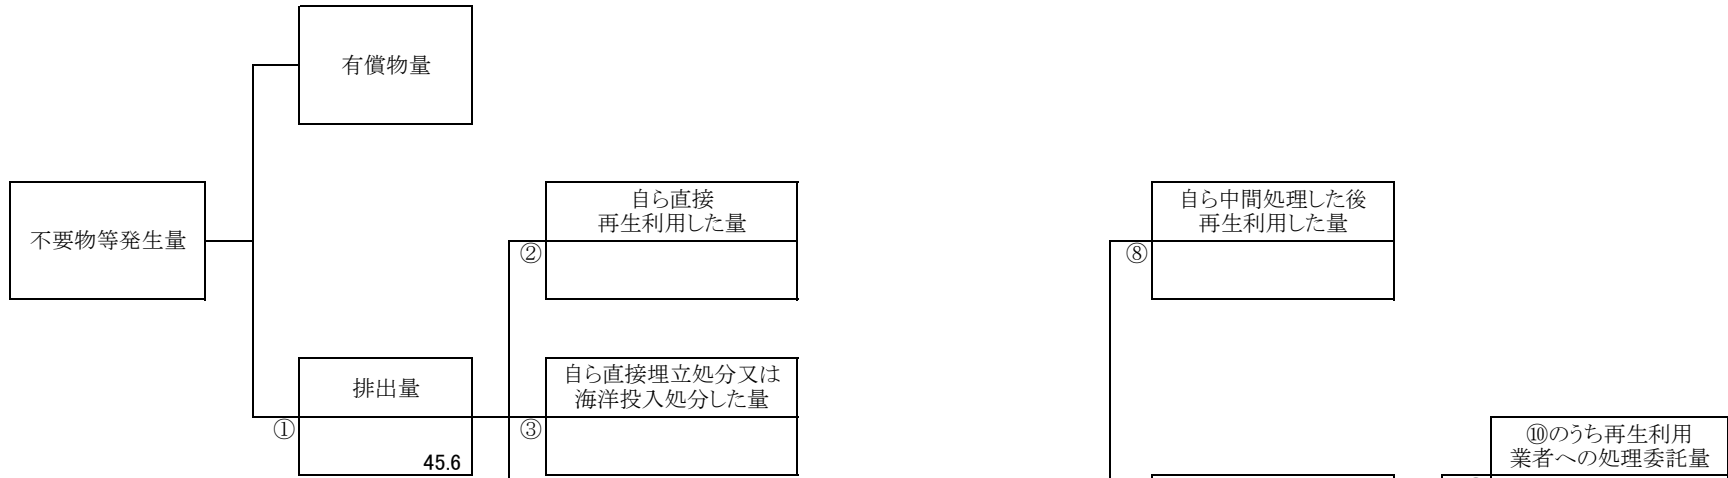 有償物量
不要物等発生量
自ら直接
再生利用した量
②
自ら中間処理した後
再生利用した量
⑧
排出量
①
45.6
自ら直接埋立処分又は
海洋投入処分した量
③
⑩のうち再生利用
業者への処理委託量